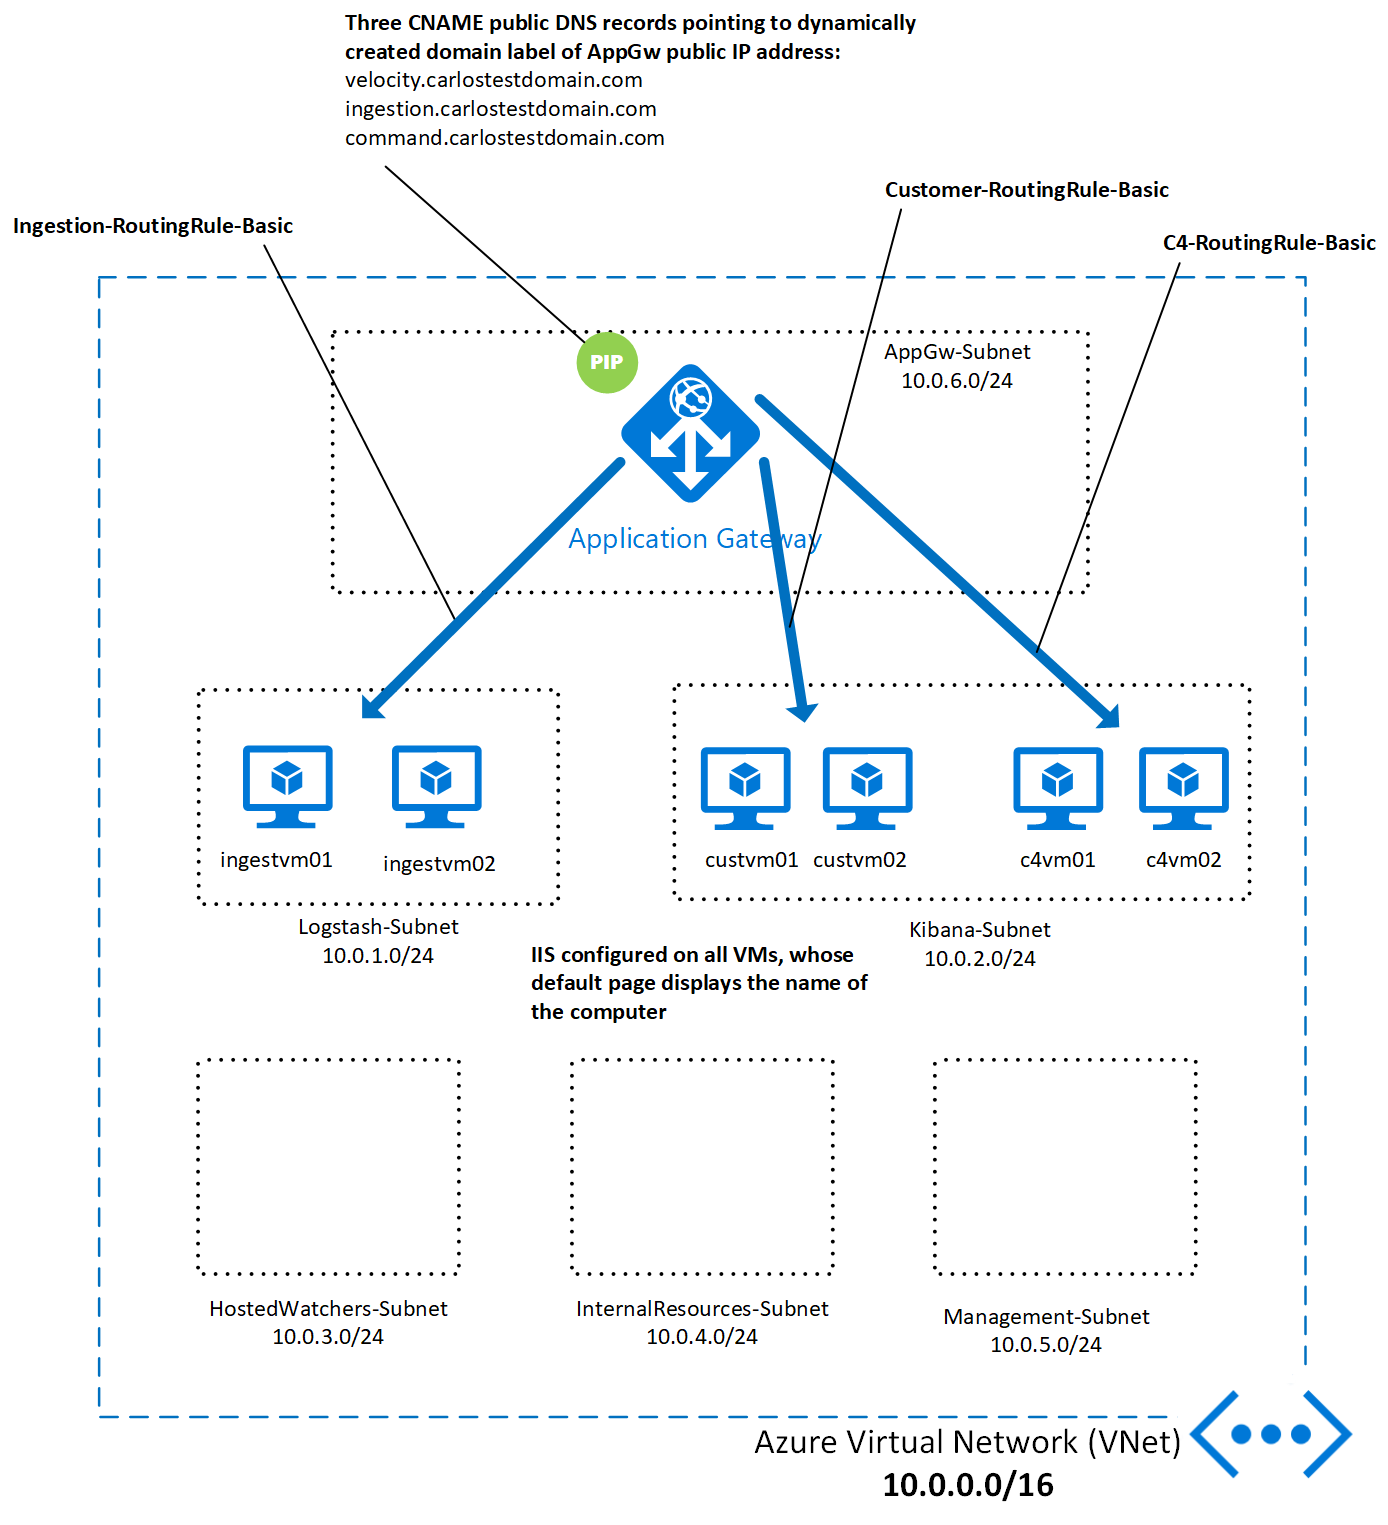 Three CNAME public DNS records pointing to dynamically
created domain label of AppGw public IP address:
velocity.carlostestdomain.com
ingestion.carlostestdomain.com
command.carlostestdomain.com
Customer-RoutingRule-Basic
Ingestion-RoutingRule-Basic
C4-RoutingRule-Basic
PIP
AppGw-Subnet
10.0.6.0/24
Application Gateway
ingestvm01
ingestvm02
custvm01
custvm02
c4vm01
c4vm02
Logstash-Subnet
10.0.1.0/24
Kibana-Subnet
10.0.2.0/24
IIS configured on all VMs, whose
default page displays the name of
the computer
HostedWatchers-Subnet
10.0.3.0/24
InternalResources-Subnet
10.0.4.0/24
Management-Subnet
10.0.5.0/24
Azure Virtual Network (VNet)
10.0.0.0/16